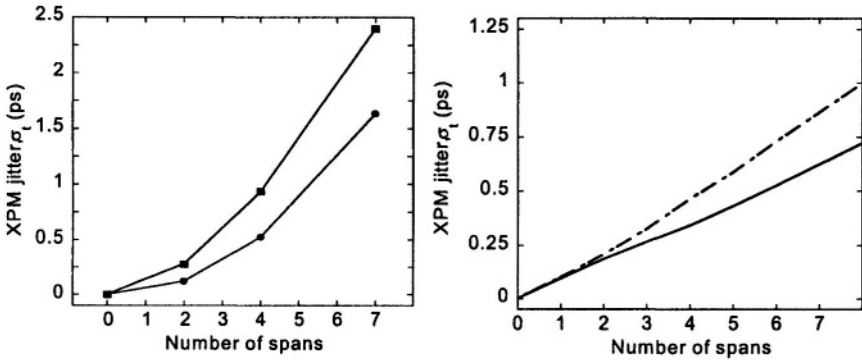 2.5
2
1.5
1
0.5
0
XPM jitter σt (ps)
0 1 2 3 4 5 6 7
Number of spans
1.25
1
0.75
0.5
0.25
0
XPM jitter σt (ps)
0 1 2 3 4 5 6 7
Number of spans